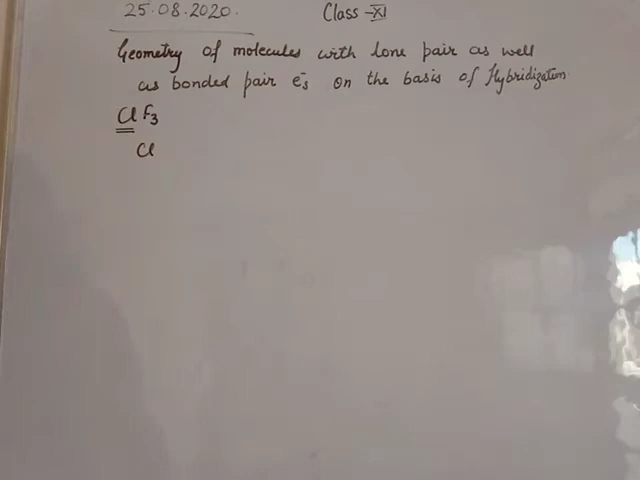 25.08.2020.
Class -XI
Geometry of molecules with lone pair as well
as bonded pair e⁻s on the basis of Hybridization.
ClF₃
Cl